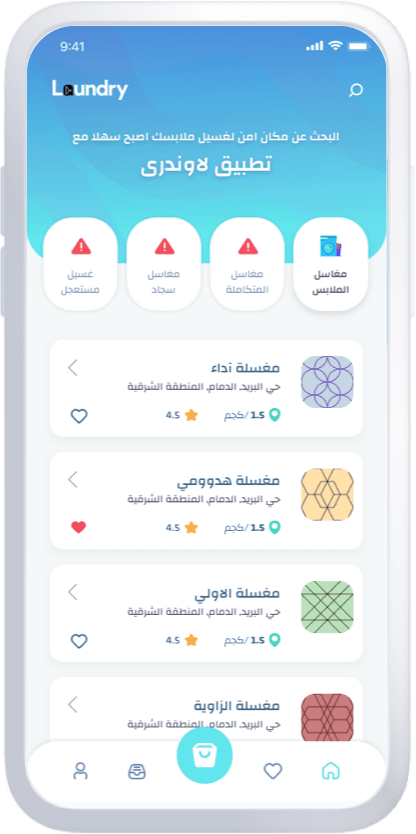 9:41
Laundry
البحث عن مكان امن لغسيل ملابسك اصبح سهلا مع
تطبيق لاوندرى
مغاسل الملابس
مغاسل المتكاملة
مغاسل سجاد
غسيل مستعجل
مغسلة آداء
حي البريد, الدمام, المنطقة الشرقية
1.5 /كجم 4.5
مغسلة هدوومي
حي البريد, الدمام, المنطقة الشرقية
1.5 /كجم 4.5
مغسلة الاولي
حي البريد, الدمام, المنطقة الشرقية
1.5 /كجم 4.5
مغسلة الزاوية
حي البريد, الدمام, المنطقة الشرقية